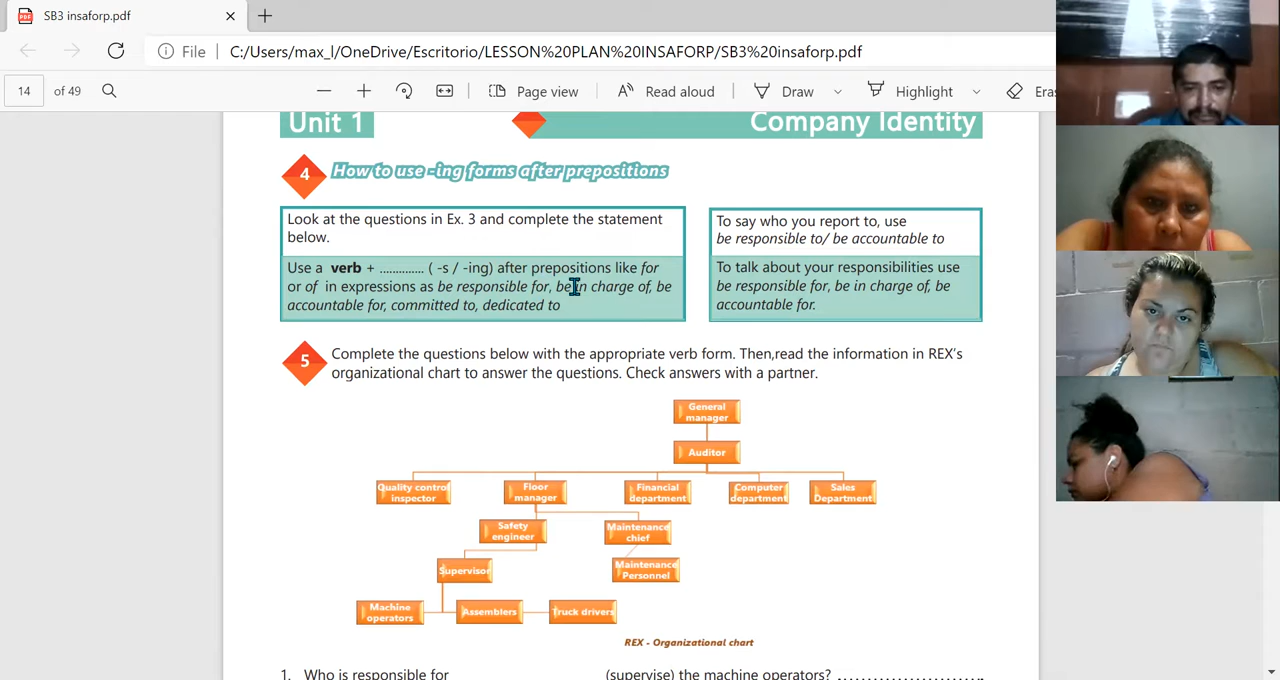 SB3 insaforp.pdf
File
C:/Users/max_l/OneDrive/Escritorio/LESSON%20PLAN%20INSAFORP/SB3%20insaforp.pdf
14 of 49
Page view
Read aloud
Draw
Highlight
Eras
Unit 1
Company Identity
4 How to use -ing forms after prepositions
Look at the questions in Ex. 3 and complete the statement
below.
Use a verb + ............. ( -s / -ing) after prepositions like for
or of in expressions as be responsible for, be in charge of, be
accountable for, committed to, dedicated to
To say who you report to, use
be responsible to/ be accountable to
To talk about your responsibilities use
be responsible for, be in charge of, be
accountable for.
5 Complete the questions below with the appropriate verb form. Then,read the information in REX's
organizational chart to answer the questions. Check answers with a partner.
General
manager
Auditor
Quality control
inspector
Floor
manager
Financial
department
Computer
department
Sales
Department
Safety
engineer
Maintenance
chief
Supervisor
Maintenance
Personnel
Machine
operators
Assemblers
Truck drivers
REX - Organizational chart
1. Who is responsible for (supervise) the machine operators?